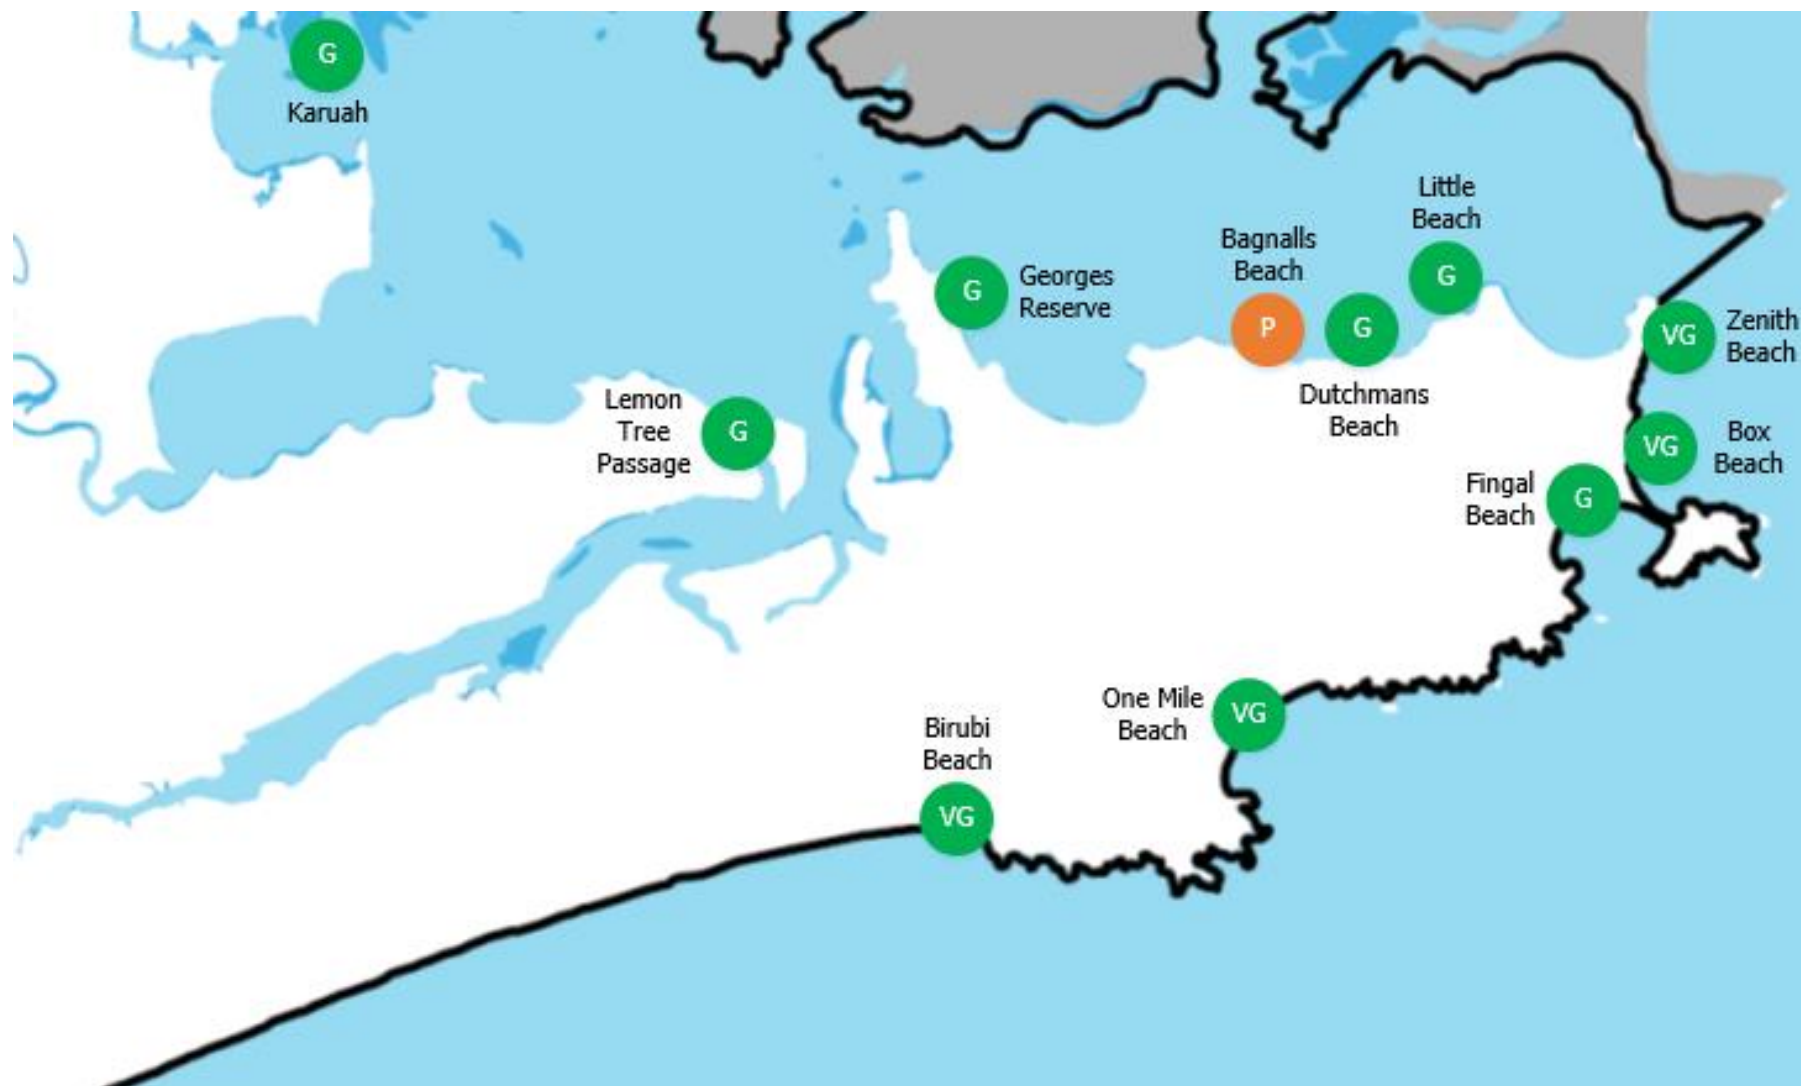 G
Karuah
Little
Beach
G
Bagnalls
Beach
P
G
Dutchmans
Beach
G
Georges
Reserve
VG
Zenith
Beach
Lemon
Tree
Passage
G
VG
Box
Beach
Fingal
Beach
G
One Mile
Beach
VG
Birubi
Beach
VG